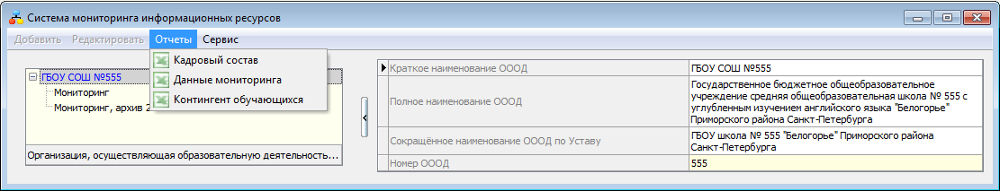 Система мониторинга информационных ресурсов
Добавить Редактировать Отчеты Сервис
Кадровый состав
Данные мониторинга
Контингент обучающихся
ГБОУ СОШ №555
Мониторинг
Мониторинг, архив 2
Организация, осуществляющая образовательную деятельность...
Краткое наименование ОООД
ГБОУ СОШ №555
Полное наименование ОООД
Государственное бюджетное общеобразовательное
учреждение средняя общеобразовательная школа № 555 с
углубленным изучением английского языка "Белогорье"
Приморского района Санкт-Петербурга
Сокращённое наименование ОООД по Уставу
ГБОУ школа № 555 "Белогорье" Приморского района
Санкт-Петербурга
Номер ОООД
555